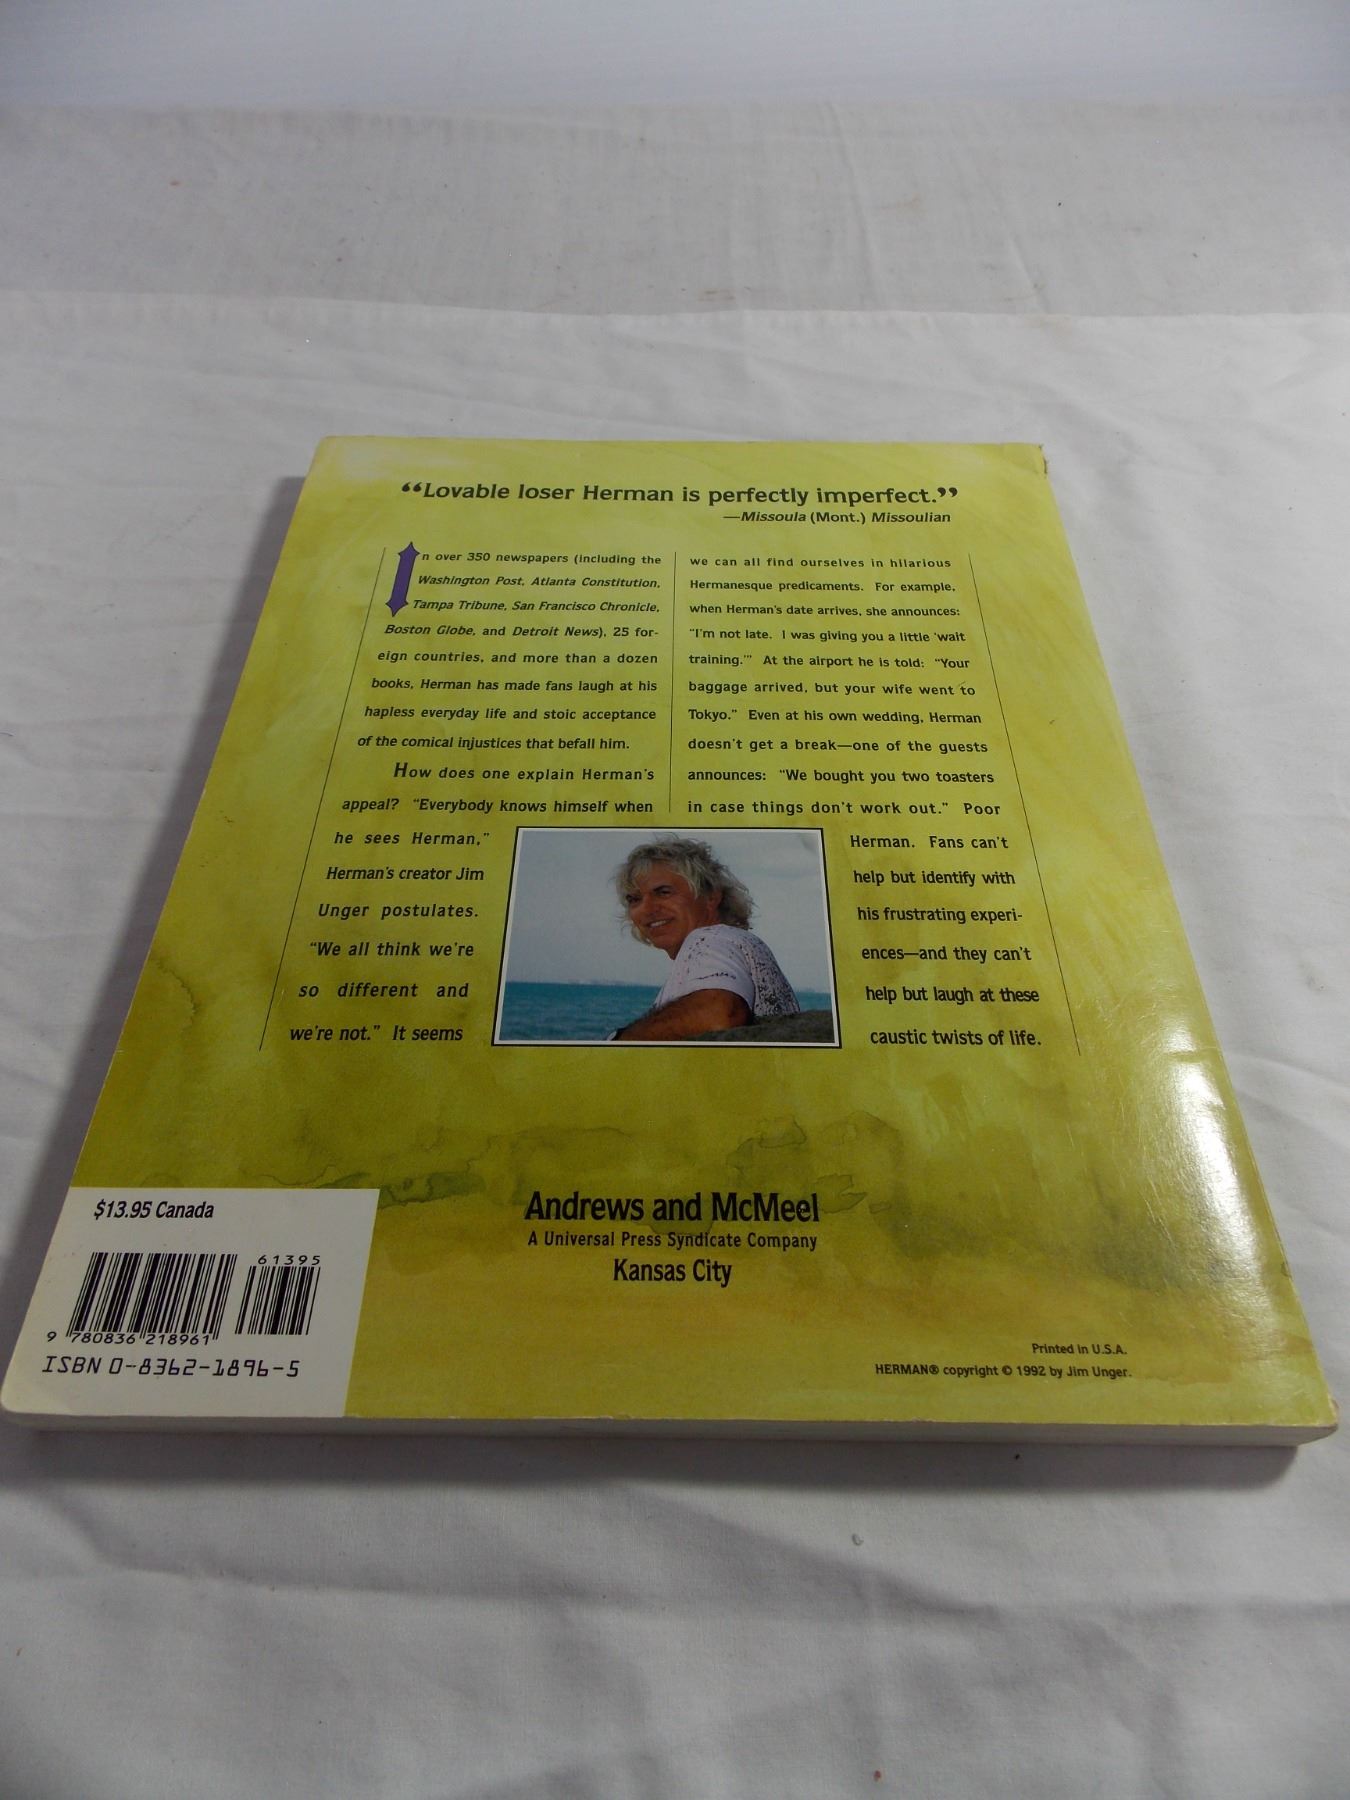 “Lovable loser Herman is perfectly imperfect.”
—Missoula (Mont.) Missoulian
In over 350 newspapers (including the
Washington Post, Atlanta Constitution,
Tampa Tribune, San Francisco Chronicle,
Boston Globe, and Detroit News), 25 for-
eign countries, and more than a dozen
books, Herman has made fans laugh at his
hapless everyday life and stoic acceptance
of the comical injustices that befall him.
How does one explain Herman's
appeal? "Everybody knows himself when
he sees Herman,"
Herman's creator Jim
Unger postulates.
"We all think we're
so different and
we're not." It seems
we can all find ourselves in hilarious
Hermanesque predicaments. For example,
when Herman's date arrives, she announces:
"I'm not late. I was giving you a little 'wait
training.'" At the airport he is told: "Your
baggage arrived, but your wife went to
Tokyo." Even at his own wedding, Herman
doesn't get a break—one of the guests
announces: "We bought you two toasters
in case things don't work out." Poor
Herman. Fans can't
help but identify with
his frustrating experi-
ences—and they can't
help but laugh at these
caustic twists of life.
Andrews and McMeel
A Universal Press Syndicate Company
Kansas City
$13.95 Canada
61395
9 780836 218961
ISBN 0-8362-1896-5
Printed in U.S.A.
HERMAN® copyright © 1992 by Jim Unger.